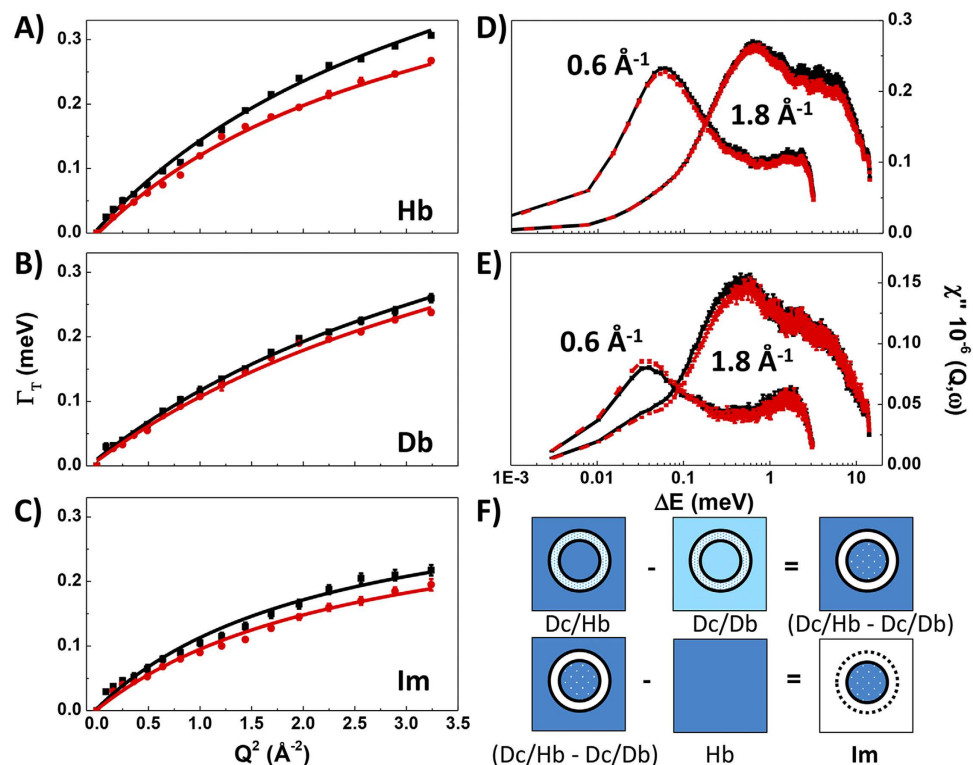 A)
0.3
0.2
0.1
0.0
Hb
B)
0.3
0.2
0.1
0.0
Db
C)
0.3
0.2
0.1
0.0
Im
0.0 0.5 1.0 1.5 2.0 2.5 3.0 3.5
Q² (Å⁻²)
Γ_T (meV)
D)
0.6 Å⁻¹
1.8 Å⁻¹
0.3
0.2
0.1
0.0
E)
0.6 Å⁻¹
1.8 Å⁻¹
0.15
0.10
0.05
0.00
1E-3 0.01 0.1 1 10
ΔE (meV)
χ" 10⁻⁶ (Q,ω)
F)
- =
Dc/Hb Dc/Db (Dc/Hb - Dc/Db)
- =
(Dc/Hb - Dc/Db) Hb Im